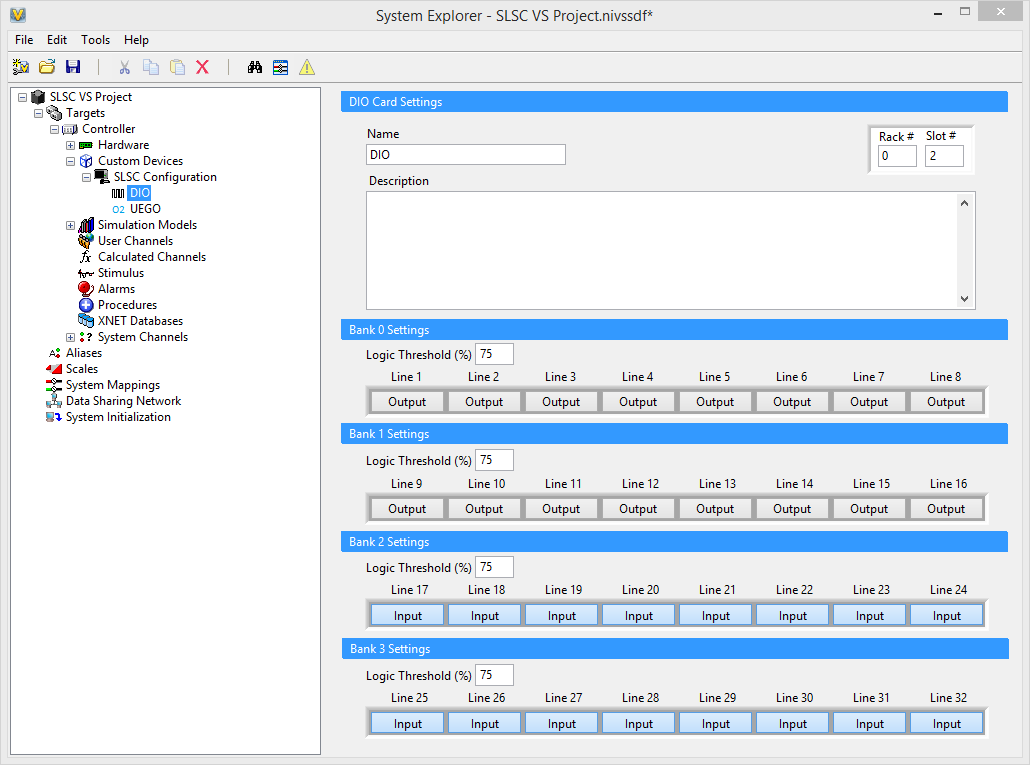 System Explorer - SLSC VS Project.nivssdf*
File Edit Tools Help
SLSC VS Project
Targets
Controller
Hardware
Custom Devices
SLSC Configuration
DIO
O2 UEGO
Simulation Models
User Channels
fx Calculated Channels
Stimulus
Alarms
Procedures
XNET Databases
System Channels
Aliases
Scales
System Mappings
Data Sharing Network
System Initialization
DIO Card Settings
Name
DIO
Rack # Slot #
0 2
Description
Bank 0 Settings
Logic Threshold (%) 75
Line 1 Line 2 Line 3 Line 4 Line 5 Line 6 Line 7 Line 8
Output Output Output Output Output Output Output Output
Bank 1 Settings
Logic Threshold (%) 75
Line 9 Line 10 Line 11 Line 12 Line 13 Line 14 Line 15 Line 16
Output Output Output Output Output Output Output Output
Bank 2 Settings
Logic Threshold (%) 75
Line 17 Line 18 Line 19 Line 20 Line 21 Line 22 Line 23 Line 24
Input Input Input Input Input Input Input Input
Bank 3 Settings
Logic Threshold (%) 75
Line 25 Line 26 Line 27 Line 28 Line 29 Line 30 Line 31 Line 32
Input Input Input Input Input Input Input Input